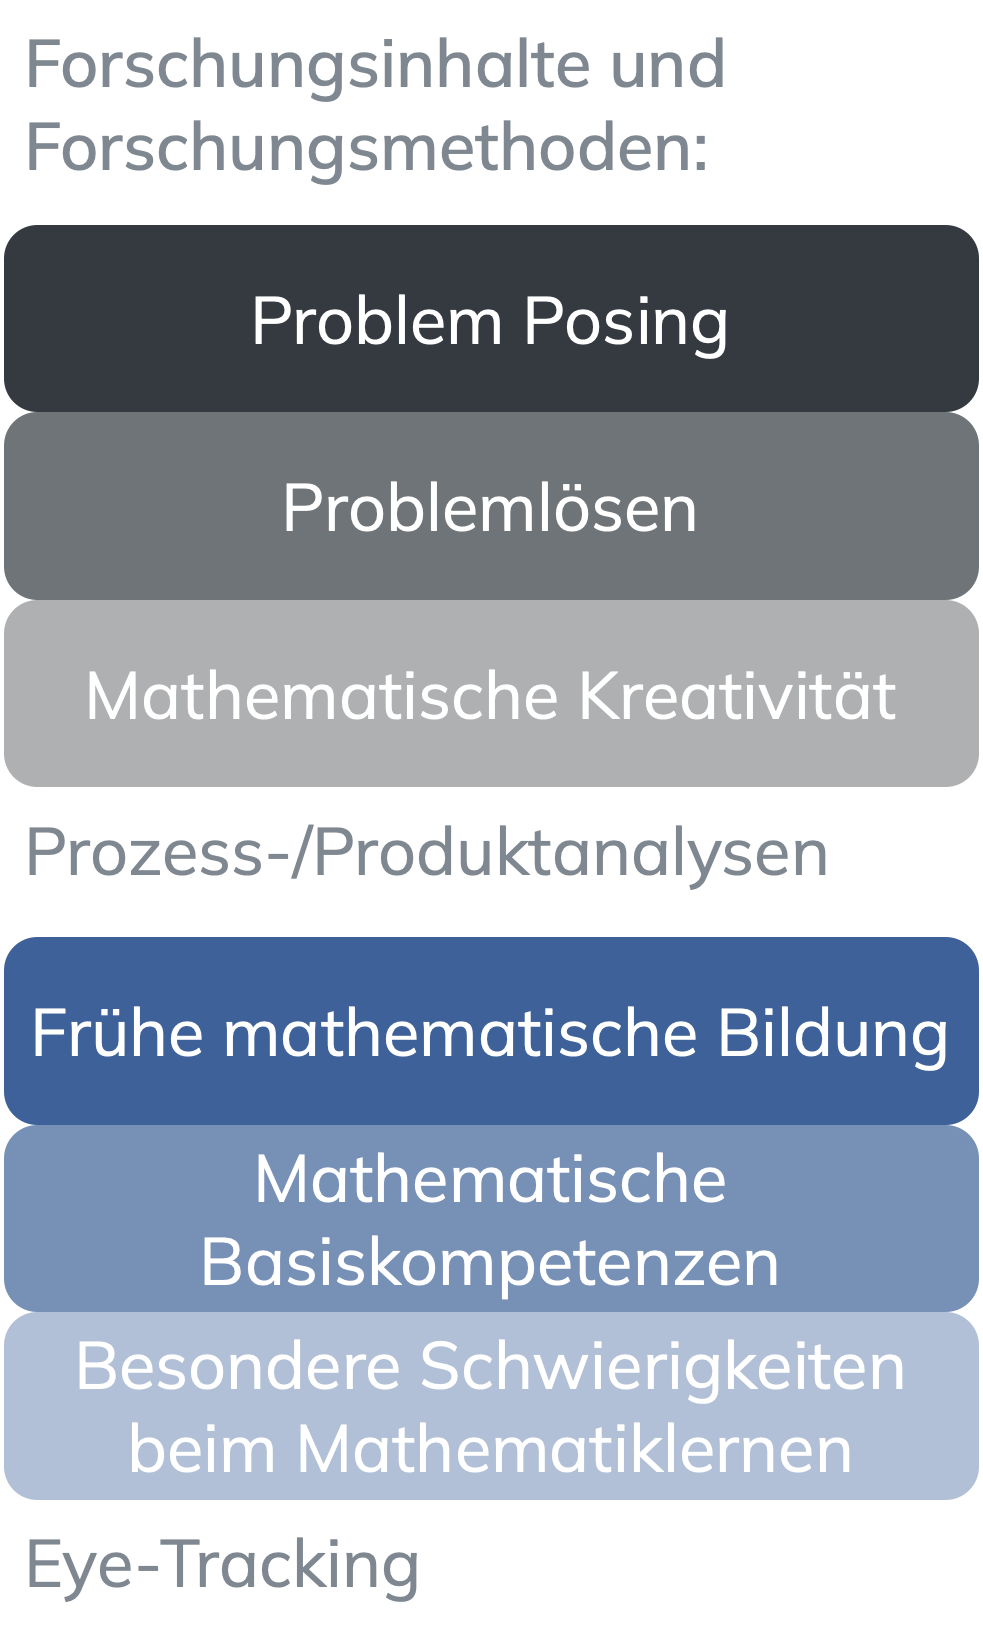 Forschungsinhalte und
Forschungsmethoden:
Problem Posing
Problemlösen
Mathematische Kreativität
Prozess-/Produktanalysen
Frühe mathematische Bildung
Mathematische
Basiskompetenzen
Besondere Schwierigkeiten
beim Mathematiklernen
Eye-Tracking